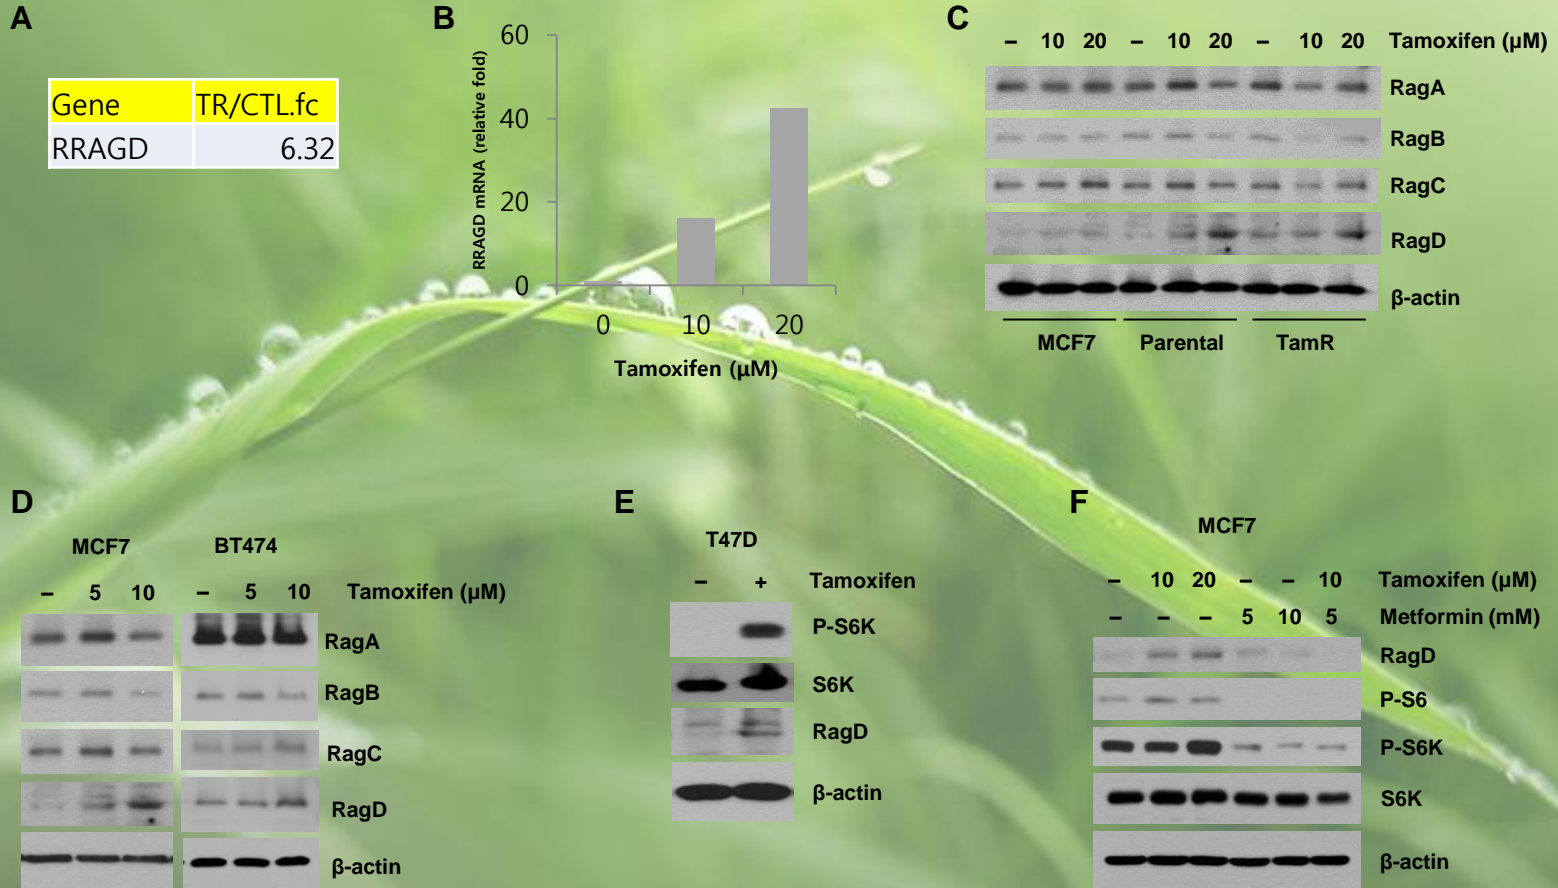 A
Gene TR/CTL.fc
RRAGD 6.32
B
RRAGD mRNA (relative fold)
60
40
20
0
0 10 20
Tamoxifen (μM)
C
– 10 20 – 10 20 – 10 20 Tamoxifen (μM)
RagA
RagB
RagC
RagD
β-actin
MCF7 Parental TamR
D
MCF7 BT474
– 5 10 – 5 10 Tamoxifen (μM)
RagA
RagB
RagC
RagD
β-actin
E
T47D
– + Tamoxifen
P-S6K
S6K
RagD
β-actin
F
MCF7
– 10 20 – – 10 Tamoxifen (μM)
– – – 5 10 5 Metformin (mM)
RagD
P-S6
P-S6K
S6K
β-actin